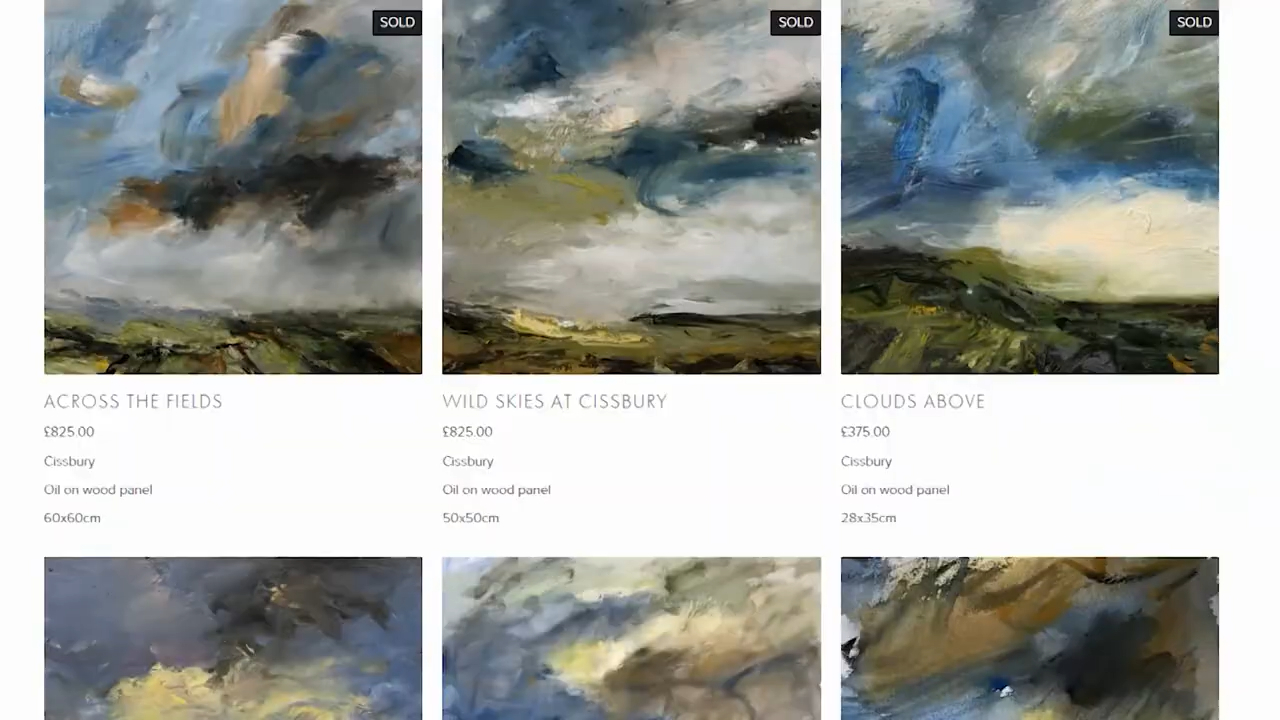 SOLD
SOLD
SOLD
ACROSS THE FIELDS
£825.00
Cissbury
Oil on wood panel
60x60cm
WILD SKIES AT CISSBURY
£825.00
Cissbury
Oil on wood panel
50x50cm
CLOUDS ABOVE
£375.00
Cissbury
Oil on wood panel
28x35cm